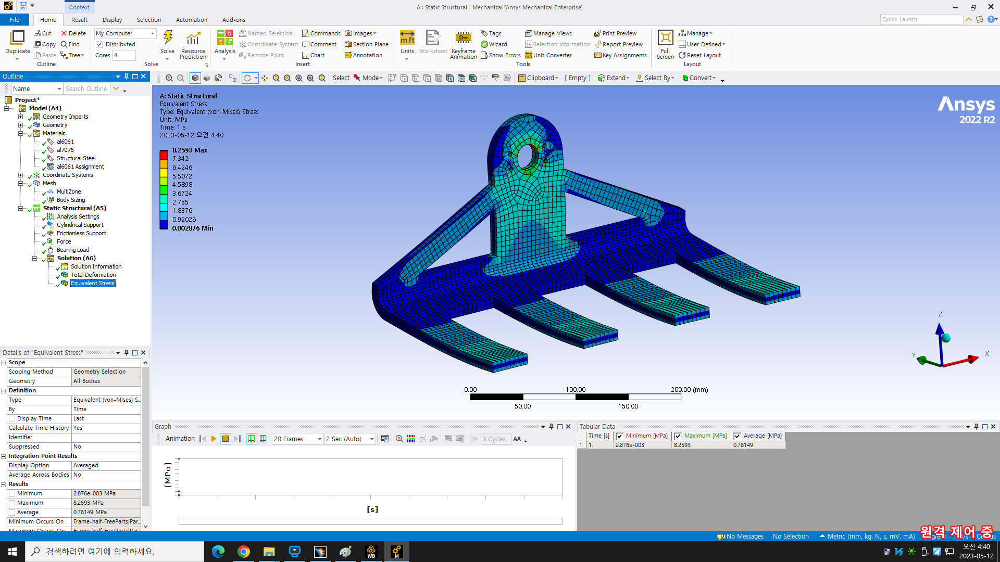 Context
A : Static Structural - Mechanical [Ansys Mechanical Enterprise]
File
Home
Result
Display
Selection
Automation
Add-ons
Quick Launch
Duplicate
Cut
Copy
Paste
Delete
Find
Tree
Outline
My Computer
Distributed
Cores 4
Solve
Resource Prediction
Solve
Analysis
Named Selection
Coordinate System
Remote Point
Commands
Comment
Chart
Images
Section Plane
Annotation
Insert
Units
Worksheet
Keyframe Animation
Tags
Wizard
Show Errors
Manage Views
Selection Information
Unit Converter
Print Preview
Report Preview
Key Assignments
Tools
Full Screen
Manage
User Defined
Reset Layout
Layout
Outline
Name
Search Outline
Project*
Model (A4)
Geometry Imports
Geometry
Materials
al6061
al7075
Structural Steel
al6061 Assignment
Coordinate Systems
Mesh
MultiZone
Body Sizing
Static Structural (A5)
Analysis Settings
Cylindrical Support
Frictionless Support
Force
Bearing Load
Solution (A6)
Solution Information
Total Deformation
Equivalent Stress
Select
Mode
Clipboard
[ Empty ]
Extend
Select By
Convert
A: Static Structural
Equivalent Stress
Type: Equivalent (von-Mises) Stress
Unit: MPa
Time: 1 s
2023-05-12 오전 4:40
8.2593 Max
7.342
6.4246
5.5072
4.5898
3.6724
2.755
1.8376
0.92026
0.002876 Min
Ansys
2022 R2
Z
Y
X
0.00
100.00
200.00 (mm)
50.00
150.00
Details of "Equivalent Stress"
Scope
Scoping Method Geometry Selection
Geometry All Bodies
Definition
Type Equivalent (von-Mises) S...
By Time
Display Time Last
Calculate Time History Yes
Identifier
Suppressed No
Integration Point Results
Display Option Averaged
Average Across Bodies No
Results
Minimum 2.876e-003 MPa
Maximum 8.2593 MPa
Average 0.78149 MPa
Minimum Occurs On Frame-half-FreeParts|Par...
Maximum Occurs On Frame-half-FreeParts|Par...
Graph
Animation
20 Frames
2 Sec (Auto)
3 Cycles
AA
[MPa]
[s]
Tabular Data
Time [s] Minimum [MPa] Maximum [MPa] Average [MPa]
1 1. 2.876e-003 8.2593 0.78149
No Messages
No Selection
Metric (mm, kg, N, s, mV, mA)
원격 제어 중
검색하려면 여기에 입력하세요.
WB
M
오전 4:40
2023-05-12